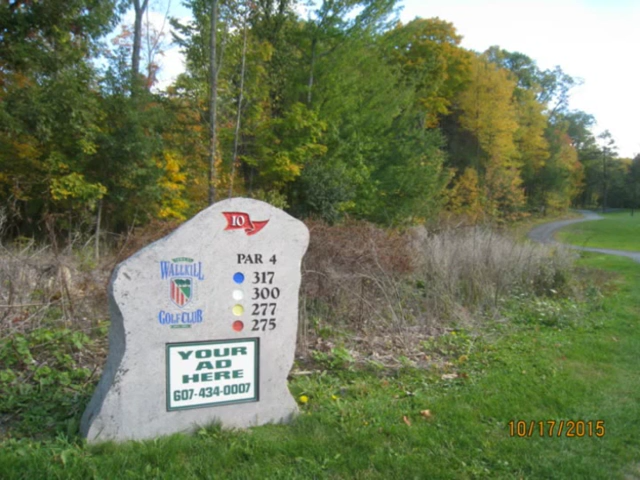 10
PAR 4
317
300
277
275
WALLKILL
GOLF CLUB
YOUR
AD
HERE
607-434-0007
10/17/2015